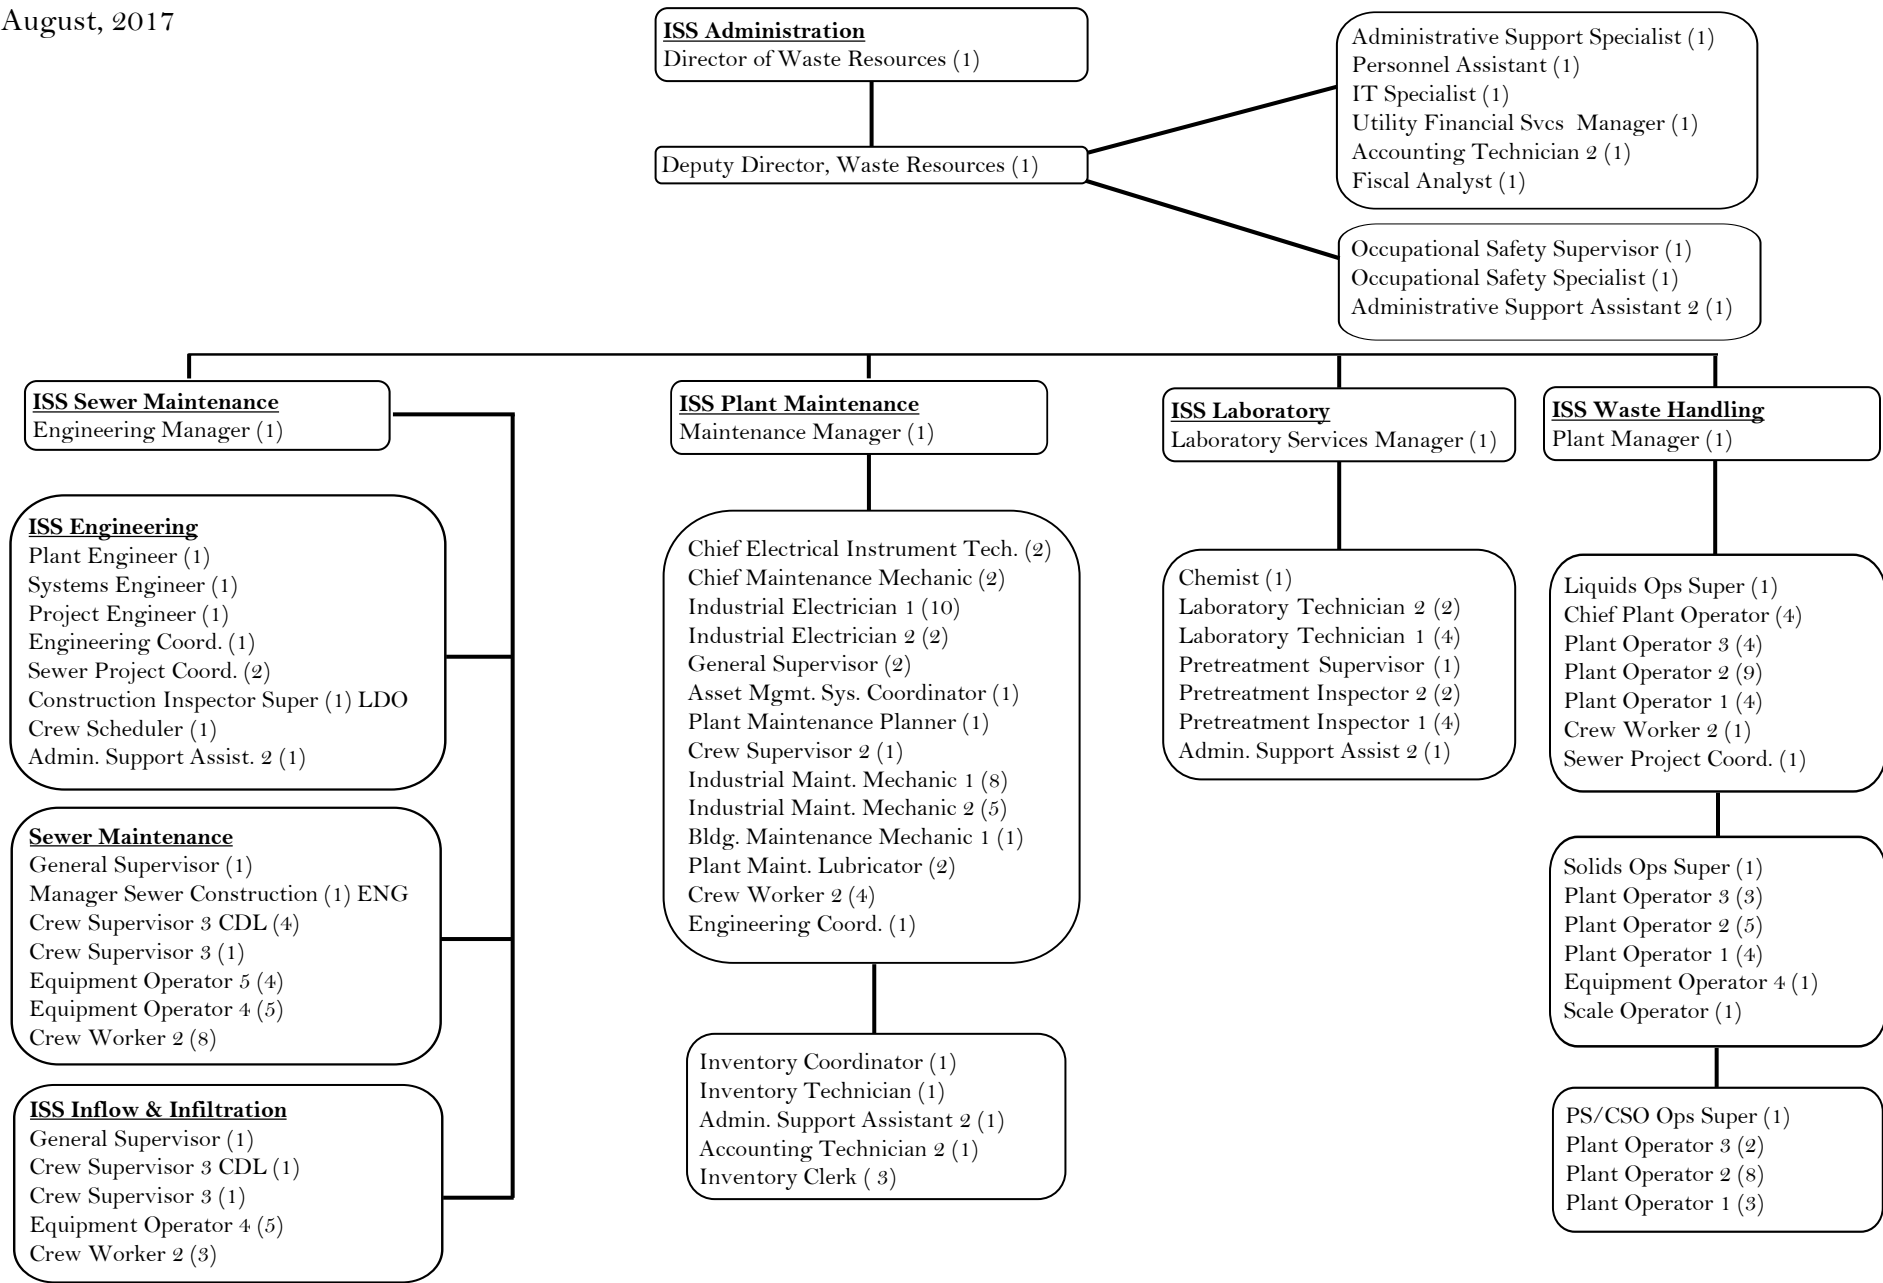 August, 2017
ISS Administration
Director of Waste Resources (1)
Deputy Director, Waste Resources (1)
Administrative Support Specialist (1)
Personnel Assistant (1)
IT Specialist (1)
Utility Financial Svcs Manager (1)
Accounting Technician 2 (1)
Fiscal Analyst (1)
Occupational Safety Supervisor (1)
Occupational Safety Specialist (1)
Administrative Support Assistant 2 (1)
ISS Sewer Maintenance
Engineering Manager (1)
ISS Engineering
Plant Engineer (1)
Systems Engineer (1)
Project Engineer (1)
Engineering Coord. (1)
Sewer Project Coord. (2)
Construction Inspector Super (1) LDO
Crew Scheduler (1)
Admin. Support Assist. 2 (1)
Sewer Maintenance
General Supervisor (1)
Manager Sewer Construction (1) ENG
Crew Supervisor 3 CDL (4)
Crew Supervisor 3 (1)
Equipment Operator 5 (4)
Equipment Operator 4 (5)
Crew Worker 2 (8)
ISS Inflow & Infiltration
General Supervisor (1)
Crew Supervisor 3 CDL (1)
Crew Supervisor 3 (1)
Equipment Operator 4 (5)
Crew Worker 2 (3)
ISS Plant Maintenance
Maintenance Manager (1)
Chief Electrical Instrument Tech. (2)
Chief Maintenance Mechanic (2)
Industrial Electrician 1 (10)
Industrial Electrician 2 (2)
General Supervisor (2)
Asset Mgmt. Sys. Coordinator (1)
Plant Maintenance Planner (1)
Crew Supervisor 2 (1)
Industrial Maint. Mechanic 1 (8)
Industrial Maint. Mechanic 2 (5)
Bldg. Maintenance Mechanic 1 (1)
Plant Maint. Lubricator (2)
Crew Worker 2 (4)
Engineering Coord. (1)
Inventory Coordinator (1)
Inventory Technician (1)
Admin. Support Assistant 2 (1)
Accounting Technician 2 (1)
Inventory Clerk ( 3)
ISS Laboratory
Laboratory Services Manager (1)
Chemist (1)
Laboratory Technician 2 (2)
Laboratory Technician 1 (4)
Pretreatment Supervisor (1)
Pretreatment Inspector 2 (2)
Pretreatment Inspector 1 (4)
Admin. Support Assist 2 (1)
ISS Waste Handling
Plant Manager (1)
Liquids Ops Super (1)
Chief Plant Operator (4)
Plant Operator 3 (4)
Plant Operator 2 (9)
Plant Operator 1 (4)
Crew Worker 2 (1)
Sewer Project Coord. (1)
Solids Ops Super (1)
Plant Operator 3 (3)
Plant Operator 2 (5)
Plant Operator 1 (4)
Equipment Operator 4 (1)
Scale Operator (1)
PS/CSO Ops Super (1)
Plant Operator 3 (2)
Plant Operator 2 (8)
Plant Operator 1 (3)